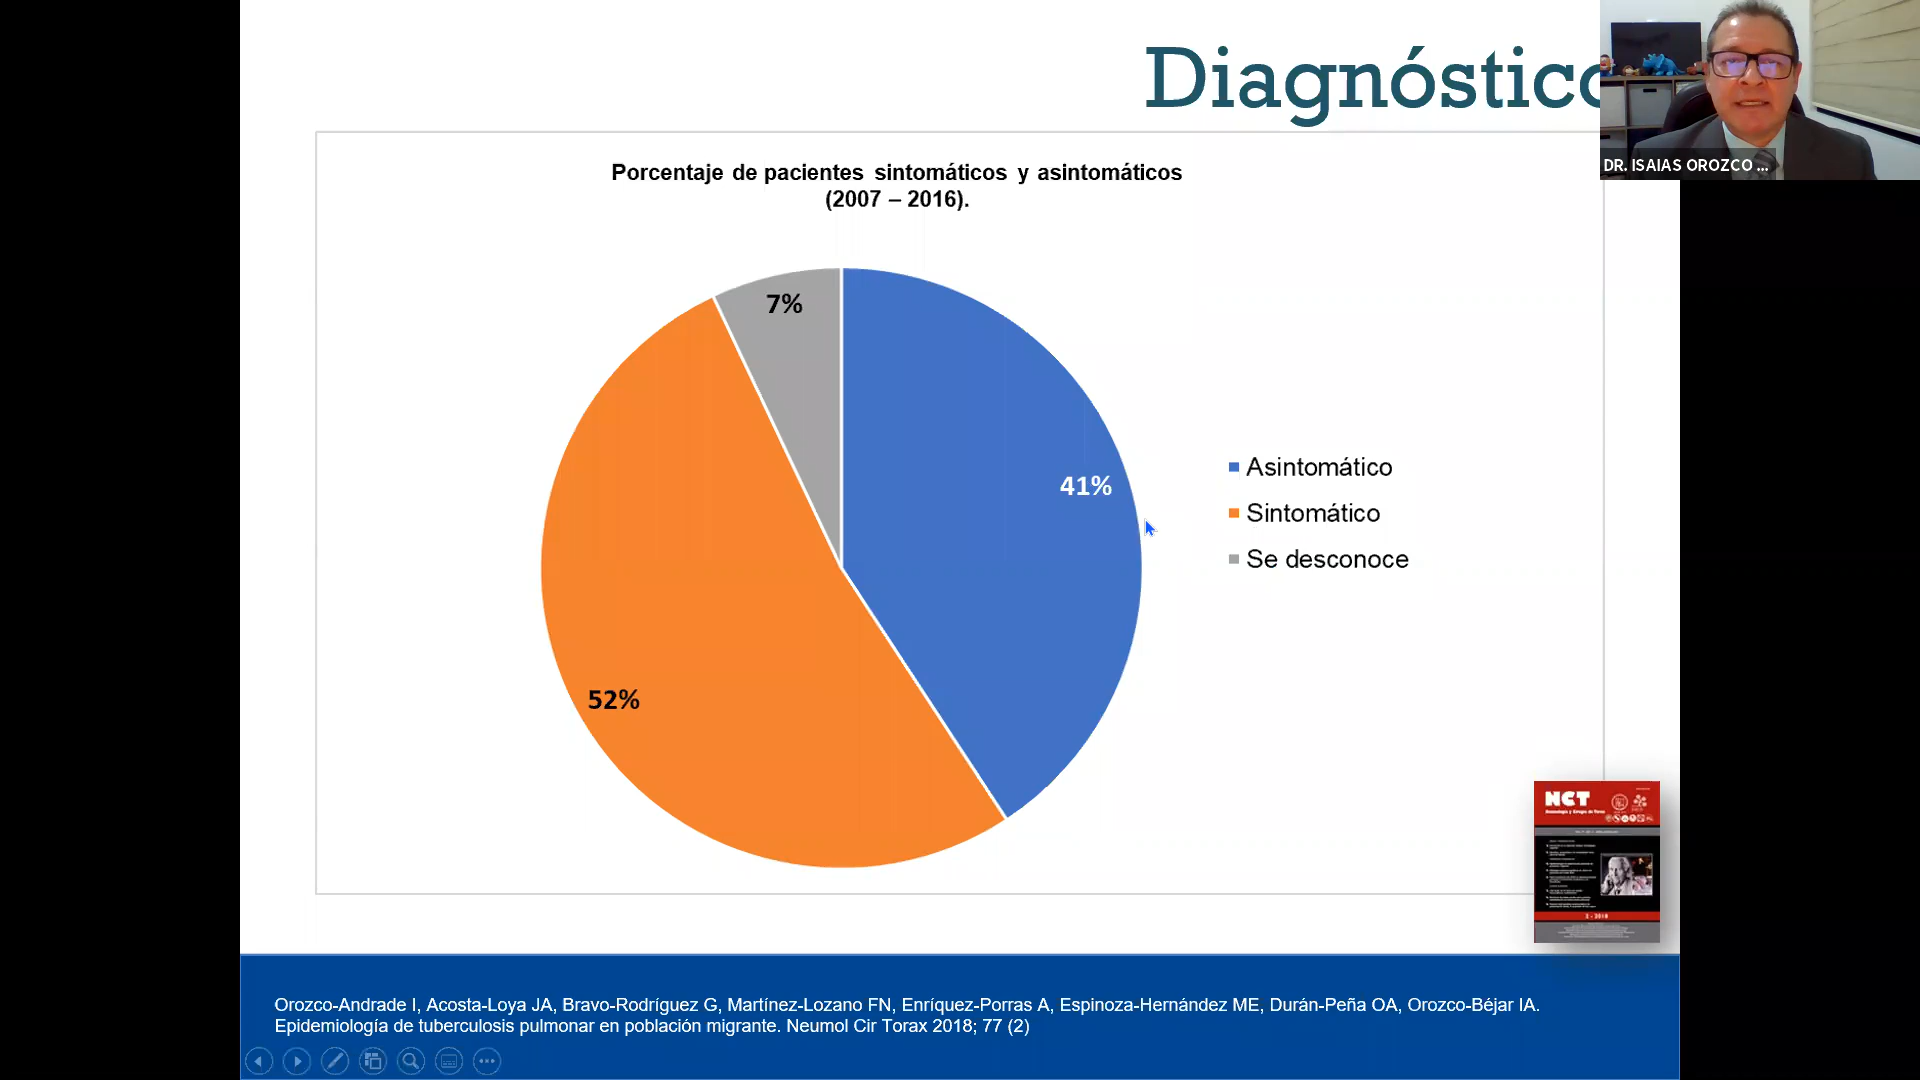 Diagnóstico
DR. ISAIAS OROZCO ...
Porcentaje de pacientes sintomáticos y asintomáticos
(2007 – 2016).
7%
41%
52%
Asintomático
Sintomático
Se desconoce
NCT
2 - 2018
Orozco-Andrade I, Acosta-Loya JA, Bravo-Rodríguez G, Martínez-Lozano FN, Enríquez-Porras A, Espinoza-Hernández ME, Durán-Peña OA, Orozco-Béjar IA.
Epidemiología de tuberculosis pulmonar en población migrante. Neumol Cir Torax 2018; 77 (2)